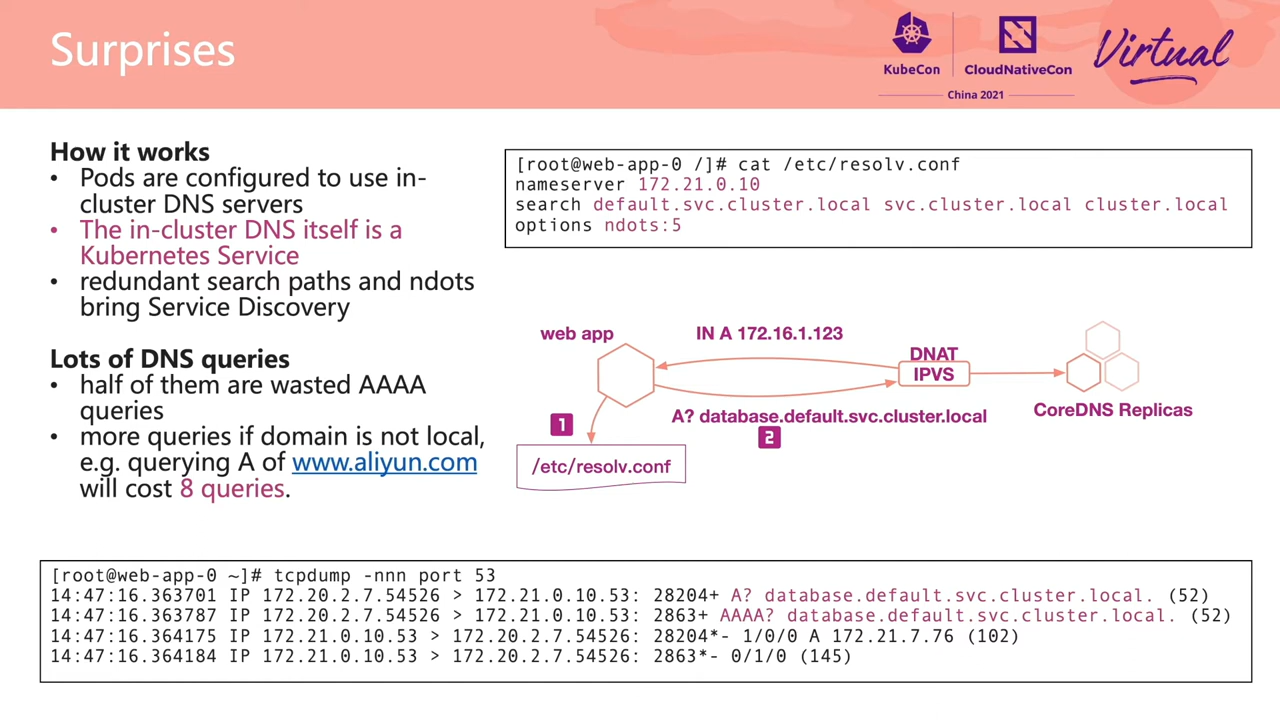 Surprises
KubeCon
CloudNativeCon
China 2021
Virtual
How it works
• Pods are configured to use in-
cluster DNS servers
• The in-cluster DNS itself is a
Kubernetes Service
• redundant search paths and ndots
bring Service Discovery
Lots of DNS queries
• half of them are wasted AAAA
queries
• more queries if domain is not local,
e.g. querying A of www.aliyun.com
will cost 8 queries.
[root@web-app-0 /]# cat /etc/resolv.conf
nameserver 172.21.0.10
search default.svc.cluster.local svc.cluster.local cluster.local
options ndots:5
web app
IN A 172.16.1.123
DNAT
IPVS
CoreDNS Replicas
A? database.default.svc.cluster.local
1
2
/etc/resolv.conf
[root@web-app-0 ~]# tcpdump -nnn port 53
14:47:16.363701 IP 172.20.2.7.54526 > 172.21.0.10.53: 28204+ A? database.default.svc.cluster.local. (52)
14:47:16.363787 IP 172.20.2.7.54526 > 172.21.0.10.53: 2863+ AAAA? database.default.svc.cluster.local. (52)
14:47:16.364175 IP 172.21.0.10.53 > 172.20.2.7.54526: 28204*- 1/0/0 A 172.21.7.76 (102)
14:47:16.364184 IP 172.21.0.10.53 > 172.20.2.7.54526: 2863*- 0/1/0 (145)